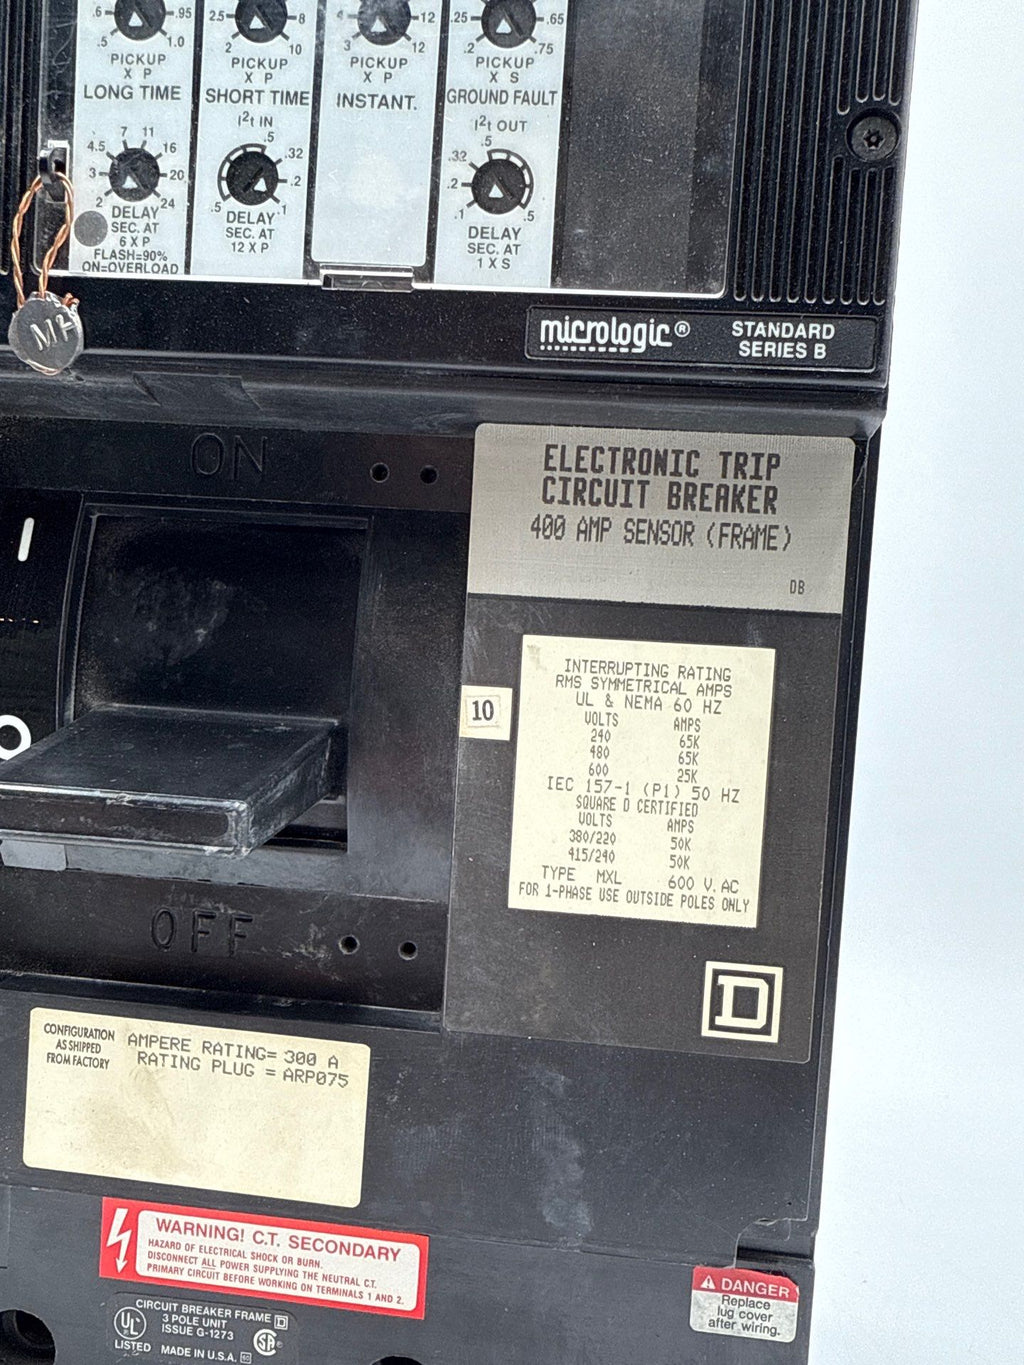 .6 .95
.5 1.0
PICKUP
X P
LONG TIME
2.5 8
2 10
PICKUP
X P
SHORT TIME
4 12
3 12
PICKUP
X P
INSTANT.
.25 .65
.2 .75
PICKUP
X S
GROUND FAULT
7 11
4.5 16
3 20
2 24
DELAY
SEC. AT
6 X P
FLASH=90%
ON=OVERLOAD
I²t IN
.5
.32
.2
.5 .1
DELAY
SEC. AT
12 X P
I²t OUT
.5
.32
.2
.1 .5
DELAY
SEC. AT
1 X S
micrologic® STANDARD
SERIES B
ON
ELECTRONIC TRIP
CIRCUIT BREAKER
400 AMP SENSOR (FRAME)
DB
10
INTERRUPTING RATING
RMS SYMMETRICAL AMPS
UL & NEMA 60 HZ
VOLTS AMPS
240 65K
480 65K
600 25K
IEC 157-1 (P1) 50 HZ
SQUARE D CERTIFIED
VOLTS AMPS
380/220 50K
415/240 50K
TYPE MXL 600 V. AC
FOR 1-PHASE USE OUTSIDE POLES ONLY
OFF
D
CONFIGURATION
AS SHIPPED
FROM FACTORY
AMPERE RATING= 300 A
RATING PLUG = ARP075
WARNING! C.T. SECONDARY
HAZARD OF ELECTRICAL SHOCK OR BURN.
DISCONNECT ALL POWER SUPPLYING THE NEUTRAL C.T.
PRIMARY CIRCUIT BEFORE WORKING ON TERMINALS 1 AND 2.
DANGER
Replace
lug cover
after wiring.
CIRCUIT BREAKER FRAME D
3 POLE UNIT
ISSUE G-1273
UL
LISTED MADE IN U.S.A.
SA